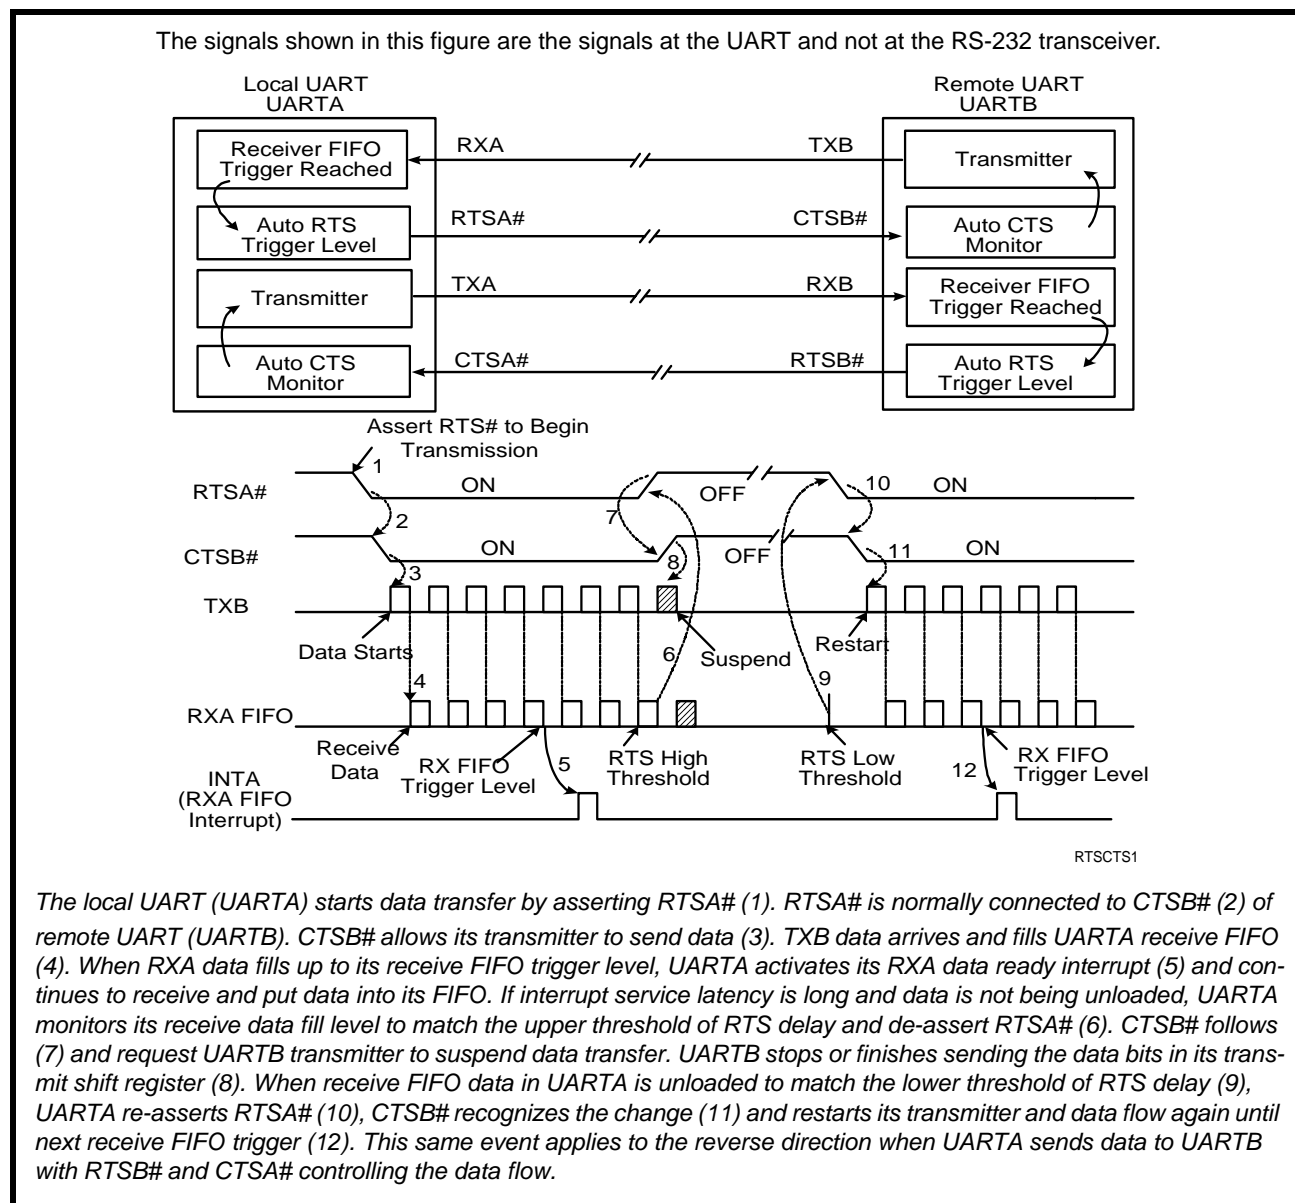 The signals shown in this figure are the signals at the UART and not at the RS-232 transceiver.
Local UART
UARTA
Remote UART
UARTB
Receiver FIFO
Trigger Reached
RXA
TXB
Transmitter
Auto RTS
Trigger Level
RTSA#
CTSB#
Auto CTS
Monitor
Transmitter
TXA
RXB
Receiver FIFO
Trigger Reached
Auto CTS
Monitor
CTSA#
RTSB#
Auto RTS
Trigger Level
Assert RTS# to Begin
Transmission
1
RTSA#
ON
OFF
10
ON
2
7
CTSB#
ON
OFF
11
ON
3
8
TXB
Data Starts
6
Suspend
Restart
4
9
RXA FIFO
Receive
Data
RX FIFO
Trigger Level
5
RTS High
Threshold
RTS Low
Threshold
12
RX FIFO
Trigger Level
INTA
(RXA FIFO
Interrupt)
RTSCTS1
The local UART (UARTA) starts data transfer by asserting RTSA# (1). RTSA# is normally connected to CTSB# (2) of
remote UART (UARTB). CTSB# allows its transmitter to send data (3). TXB data arrives and fills UARTA receive FIFO
(4). When RXA data fills up to its receive FIFO trigger level, UARTA activates its RXA data ready interrupt (5) and con-
tinues to receive and put data into its FIFO. If interrupt service latency is long and data is not being unloaded, UARTA
monitors its receive data fill level to match the upper threshold of RTS delay and de-assert RTSA# (6). CTSB# follows
(7) and request UARTB transmitter to suspend data transfer. UARTB stops or finishes sending the data bits in its trans-
mit shift register (8). When receive FIFO data in UARTA is unloaded to match the lower threshold of RTS delay (9),
UARTA re-asserts RTSA# (10), CTSB# recognizes the change (11) and restarts its transmitter and data flow again until
next receive FIFO trigger (12). This same event applies to the reverse direction when UARTA sends data to UARTB
with RTSB# and CTSA# controlling the data flow.